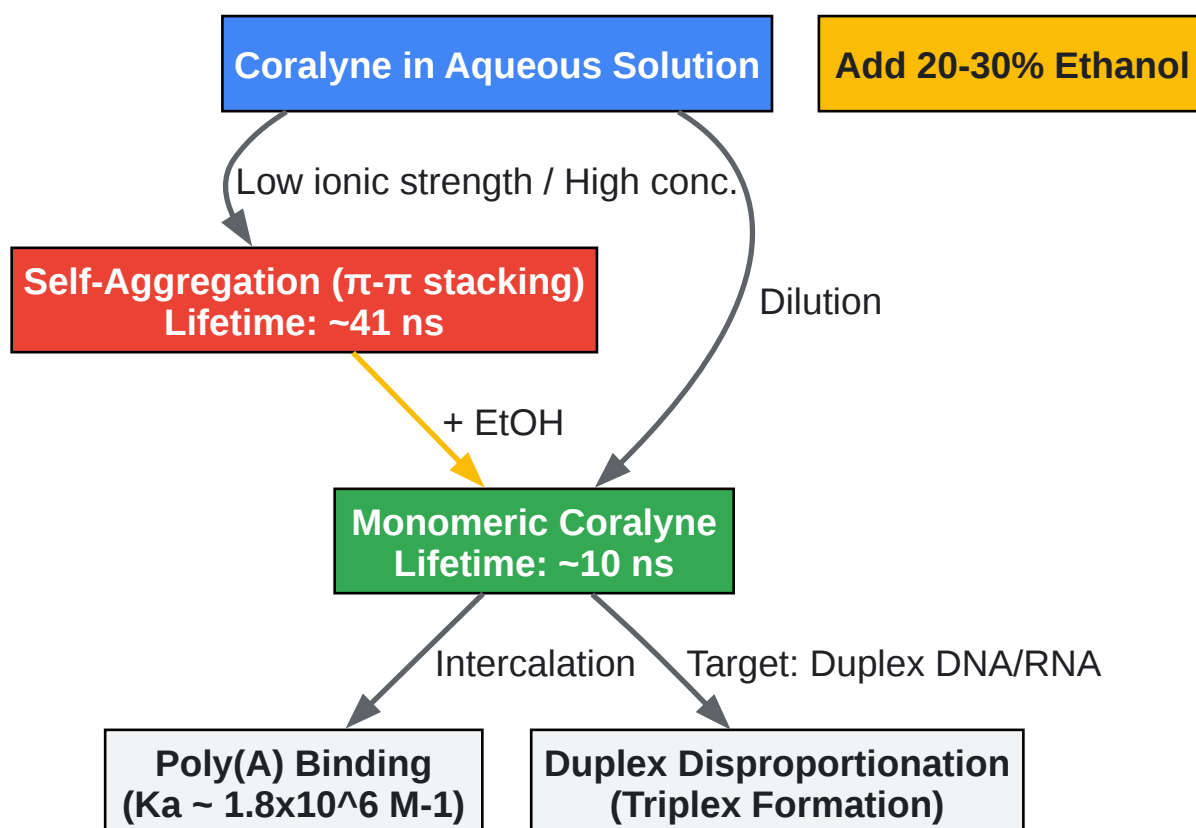 Coralyne in Aqueous Solution
Add 20-30% Ethanol
Low ionic strength / High conc.
Self-Aggregation (π-π stacking)
Lifetime: ~41 ns
Dilution
+ EtOH
Monomeric Coralyne
Lifetime: ~10 ns
Intercalation
Target: Duplex DNA/RNA
Poly(A) Binding
(Ka ~ 1.8x10^6 M-1)
Duplex Disproportionation
(Triplex Formation)